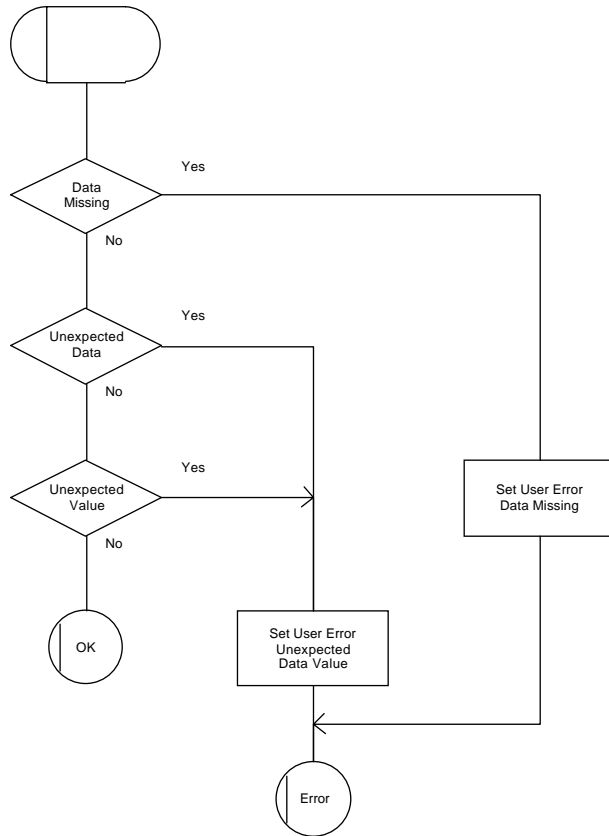 Yes
Data
Missing
No
Yes
Unexpected
Data
No
Yes
Unexpected
Value
No
Set User Error
Data Missing
OK
Set User Error
Unexpected
Data Value
Error